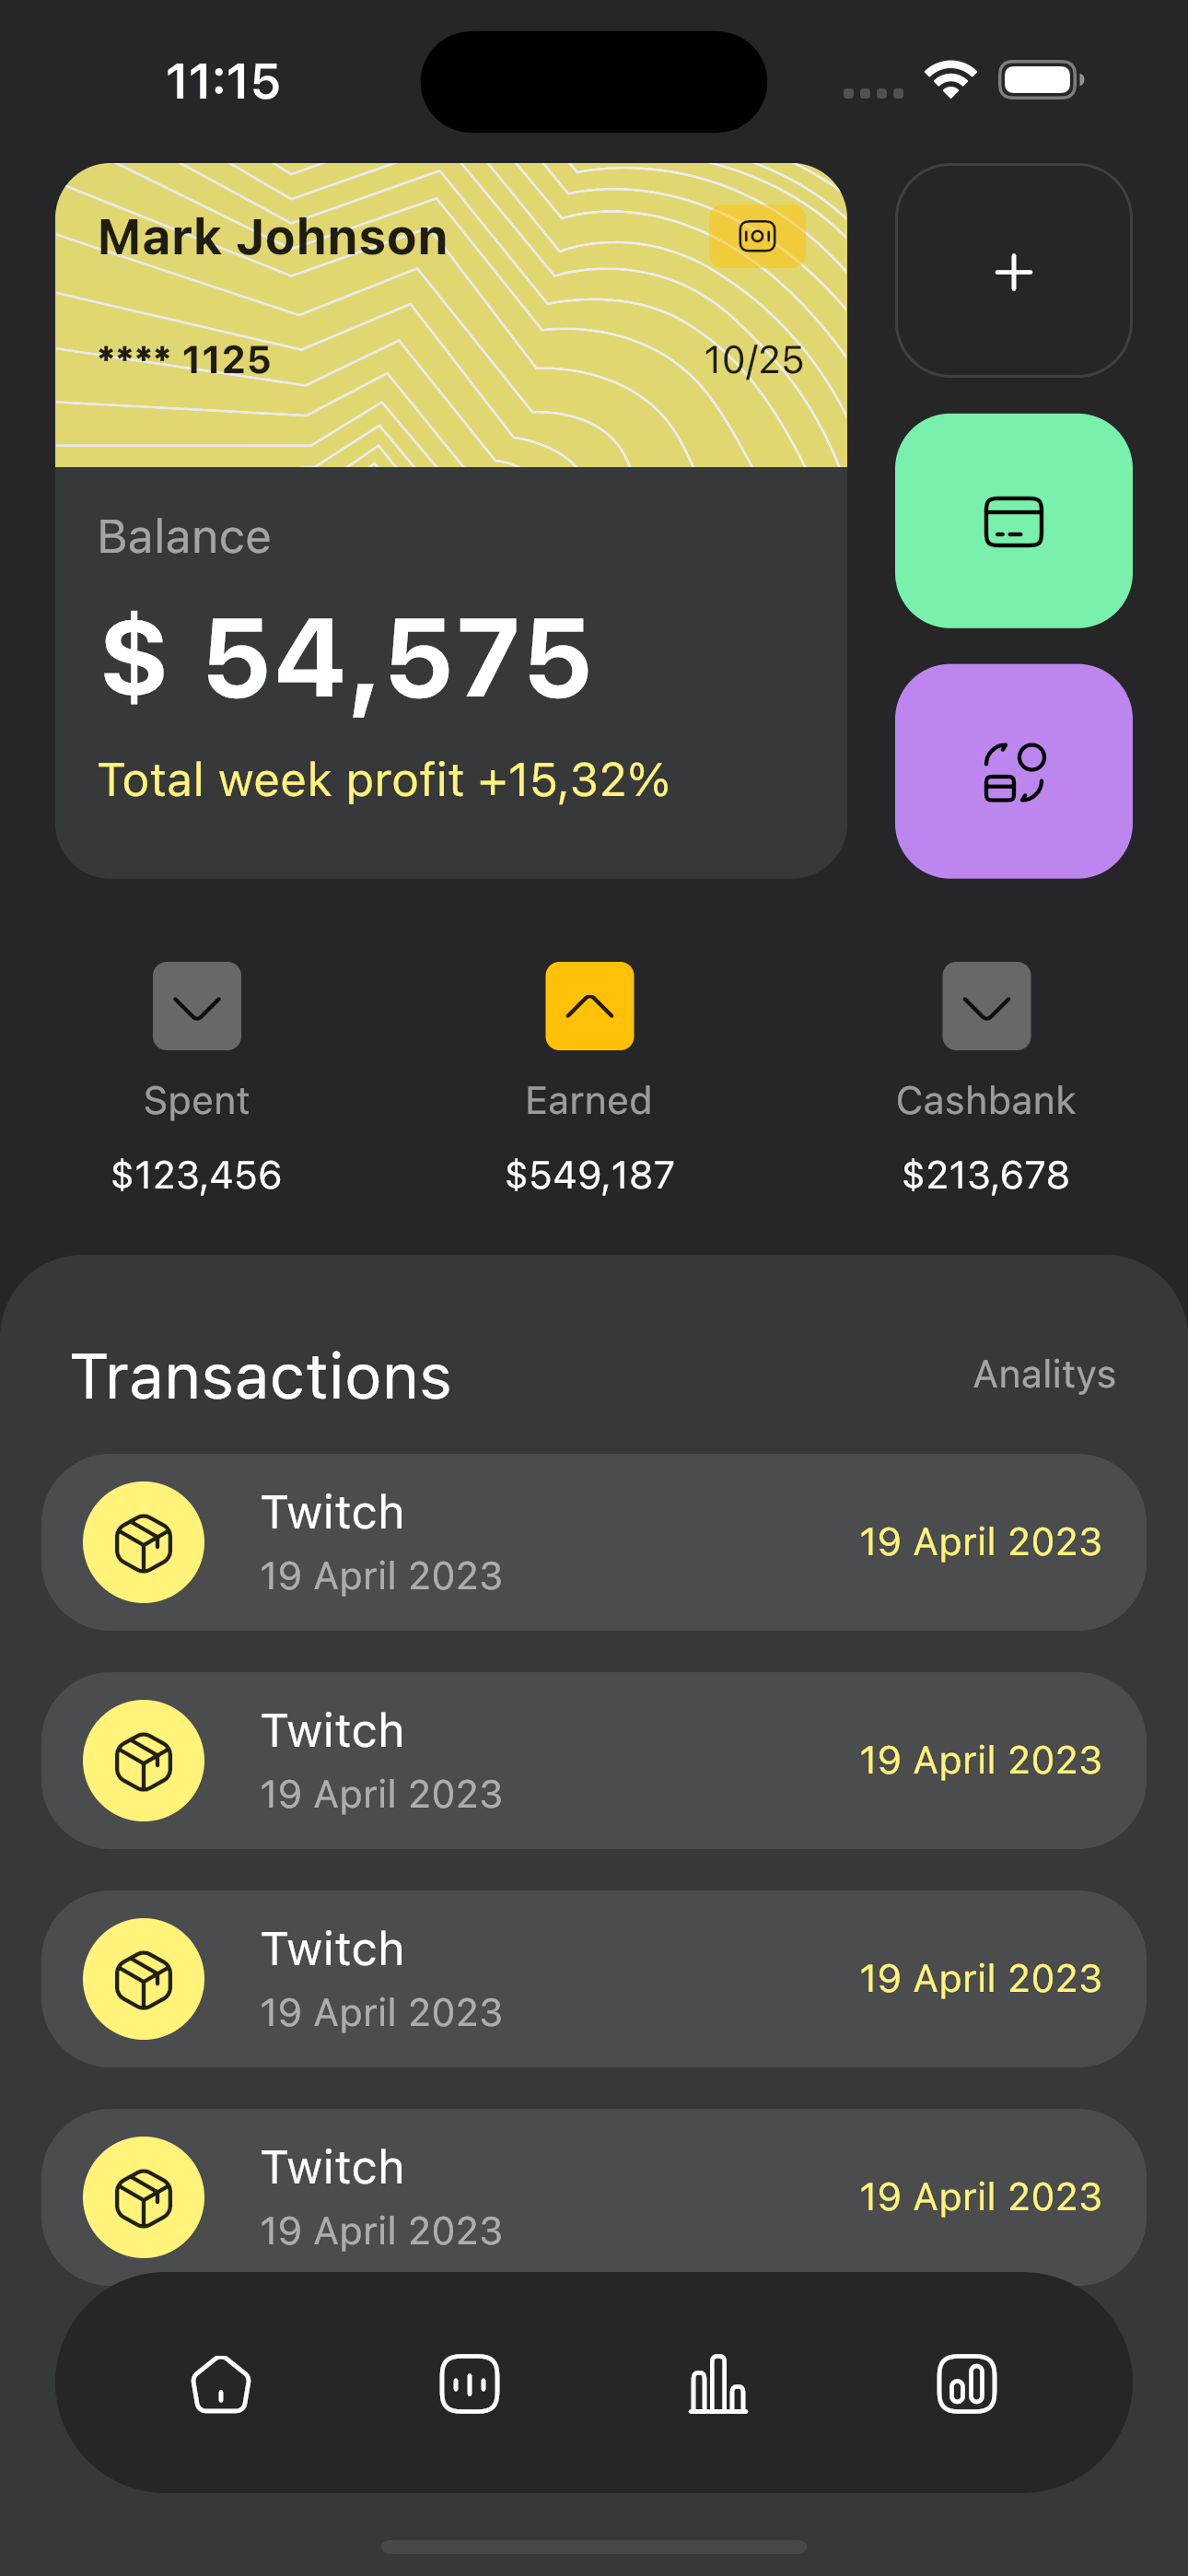 11:15
Mark Johnson
**** 1125
10/25
Balance
$ 54,575
Total week profit +15,32%
Spent
Earned
Cashbank
$123,456
$549,187
$213,678
Transactions
Analitys
Twitch
19 April 2023
19 April 2023
Twitch
19 April 2023
19 April 2023
Twitch
19 April 2023
19 April 2023
Twitch
19 April 2023
19 April 2023